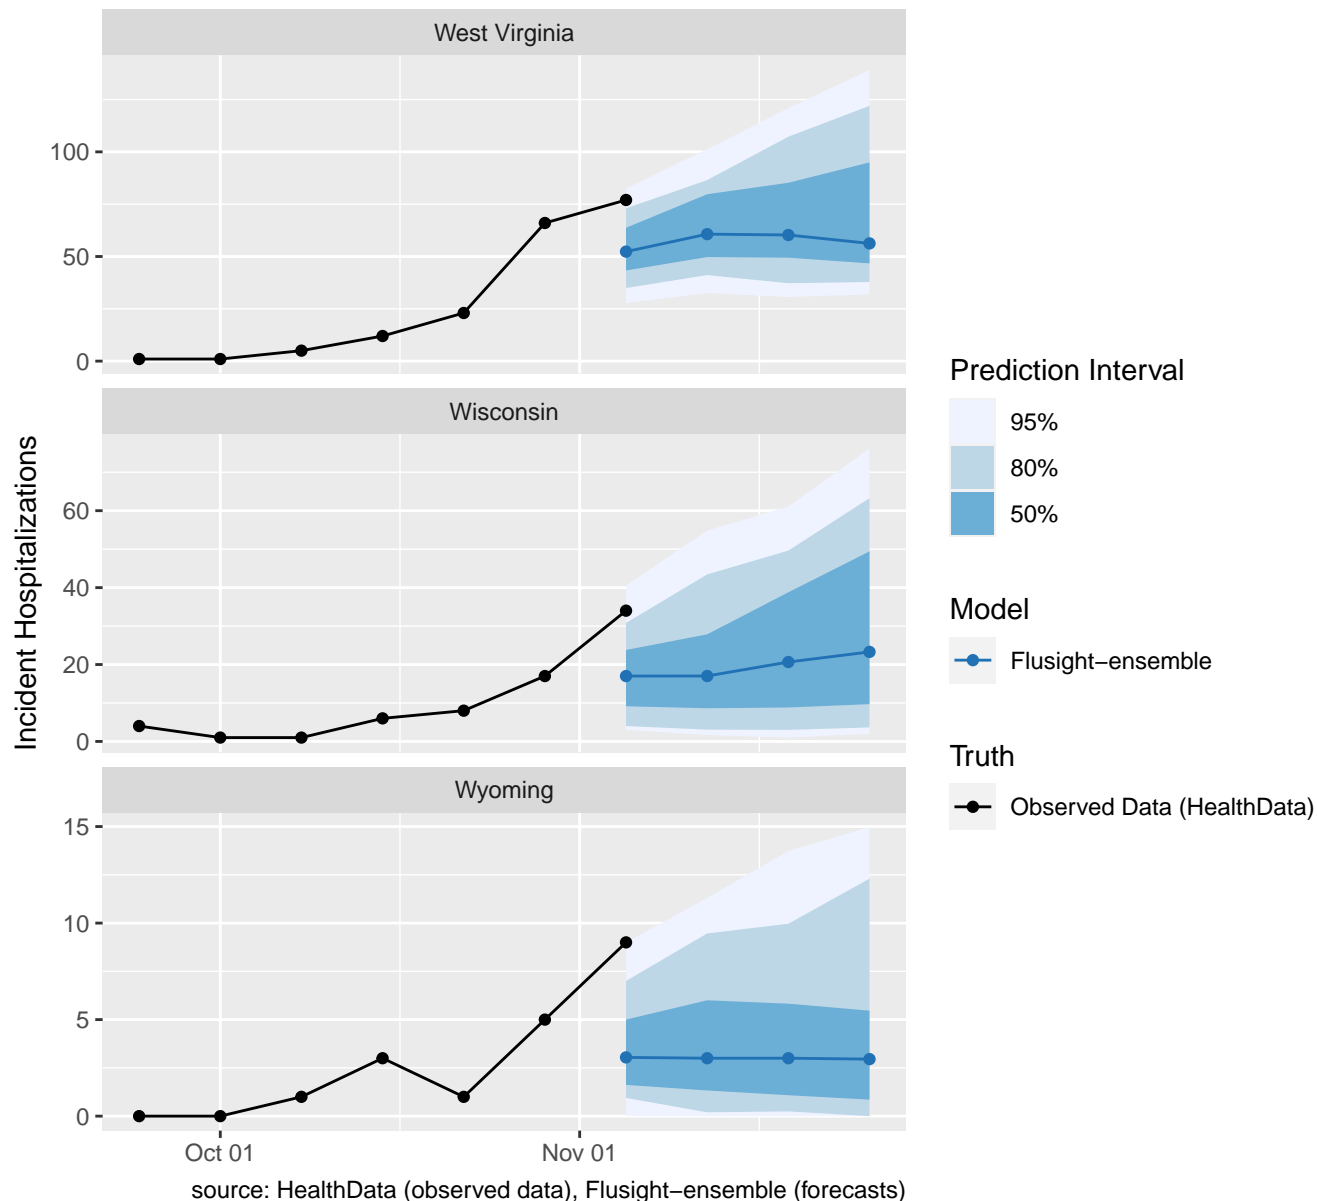 West Virginia
100
50
0
Wisconsin
60
40
20
0
Wyoming
15
10
5
0
Oct 01
Nov 01
Incident Hospitalizations
source: HealthData (observed data), Flusight−ensemble (forecasts)
Prediction Interval
95%
80%
50%
Model
Flusight−ensemble
Truth
Observed Data (HealthData)